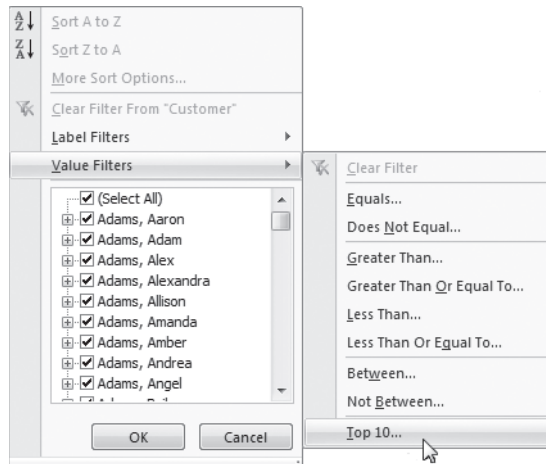 Sort A to Z
Sort Z to A
More Sort Options...
Clear Filter From "Customer"
Label Filters
Value Filters
(Select All)
Adams, Aaron
Adams, Adam
Adams, Alex
Adams, Alexandra
Adams, Allison
Adams, Amanda
Adams, Amber
Adams, Andrea
Adams, Angel
OK
Cancel
Clear Filter
Equals...
Does Not Equal...
Greater Than...
Greater Than Or Equal To...
Less Than...
Less Than Or Equal To...
Between...
Not Between...
Top 10...